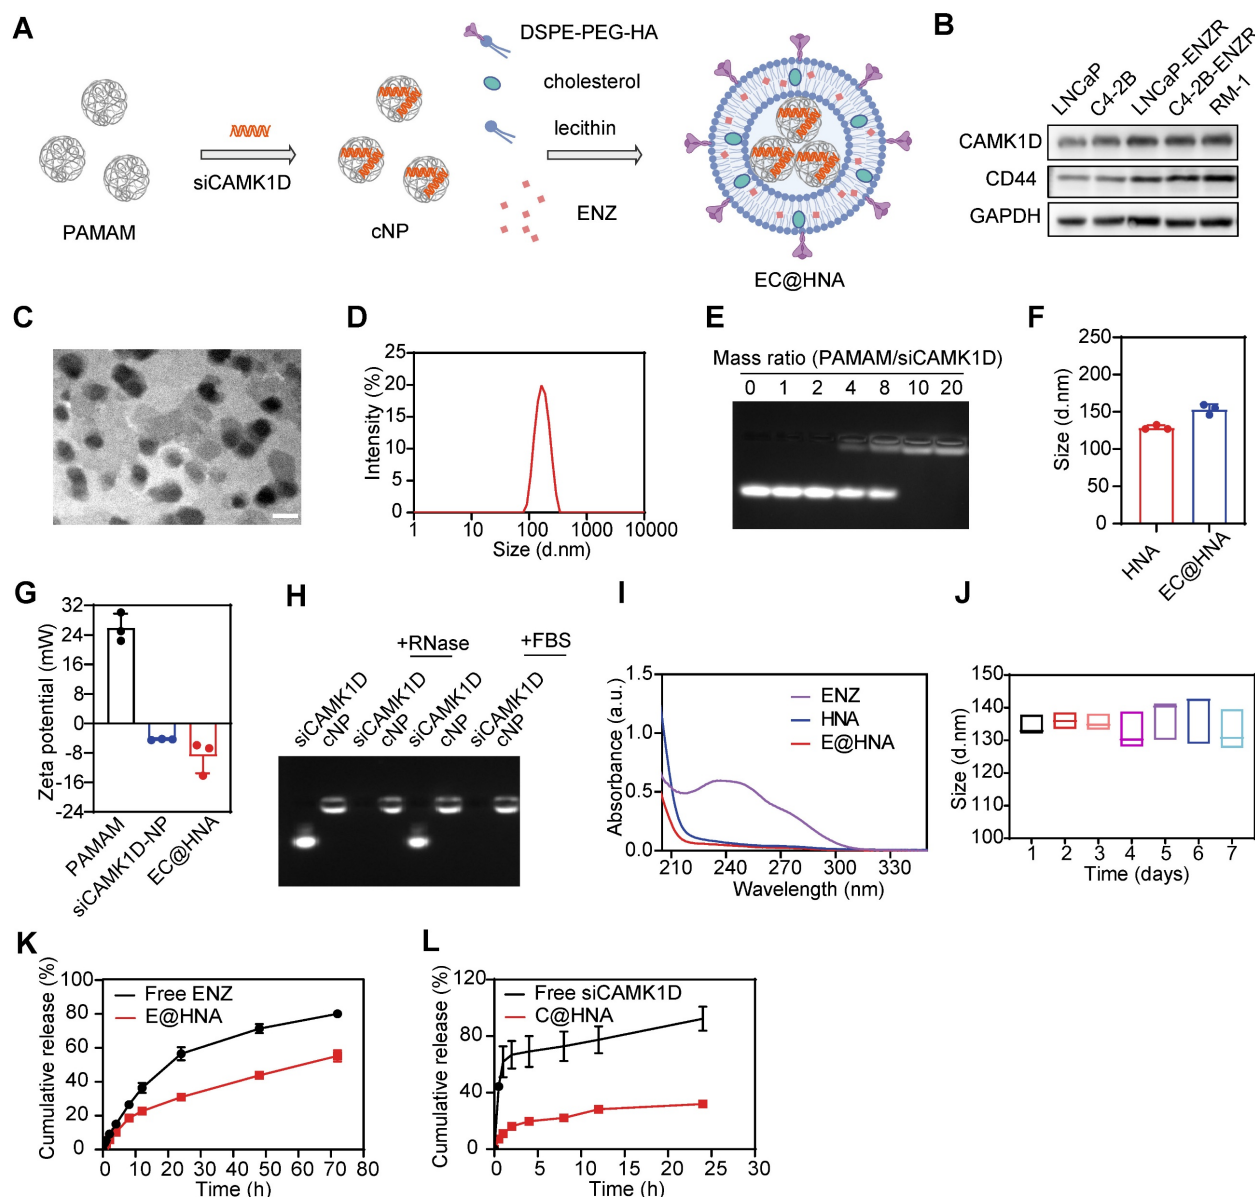 A
PAMAM
siCAMK1D
cNP
DSPE-PEG-HA
cholesterol
lecithin
ENZ
EC@HNA
B
LNCaP
C4-2B
LNCaP-ENZR
C4-2B-ENZR
RM-1
CAMK1D
CD44
GAPDH
C
D
Intensity (%)
25
20
15
10
5
0
1 10 100 1000 10000
Size (d.nm)
E
Mass ratio (PAMAM/siCAMK1D)
0 1 2 4 8 10 20
F
Size (d.nm)
250
200
150
100
50
0
HNA
EC@HNA
G
Zeta potential (mW)
32
24
16
8
0
-8
-16
-24
PAMAM
siCAMK1D-NP
EC@HNA
H
+RNase
+FBS
siCAMK1D
cNP
siCAMK1D
cNP
siCAMK1D
cNP
siCAMK1D
cNP
I
Absorbance (a.u.)
1.5
1.0
0.5
0.0
ENZ
HNA
E@HNA
210 240 270 300 330
Wavelength (nm)
J
Size (d.nm)
150
140
130
120
110
100
1 2 3 4 5 6 7
Time (days)
K
Cumulative release (%)
100
80
60
40
20
0
Free ENZ
E@HNA
0 10 20 30 40 50 60 70 80
Time (h)
L
Cumulative release (%)
120
80
40
0
Free siCAMK1D
C@HNA
0 5 10 15 20 25 30
Time (h)